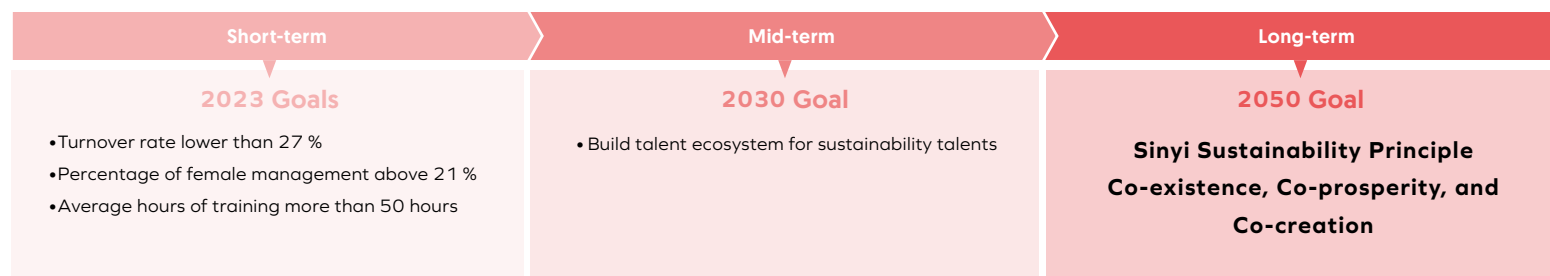 Short-term
2023 Goals
•Turnover rate lower than 27 %
•Percentage of female management above 21 %
•Average hours of training more than 50 hours
Mid-term
2030 Goal
• Build talent ecosystem for sustainability talents
Long-term
2050 Goal
Sinyi Sustainability Principle
Co-existence, Co-prosperity, and
Co-creation